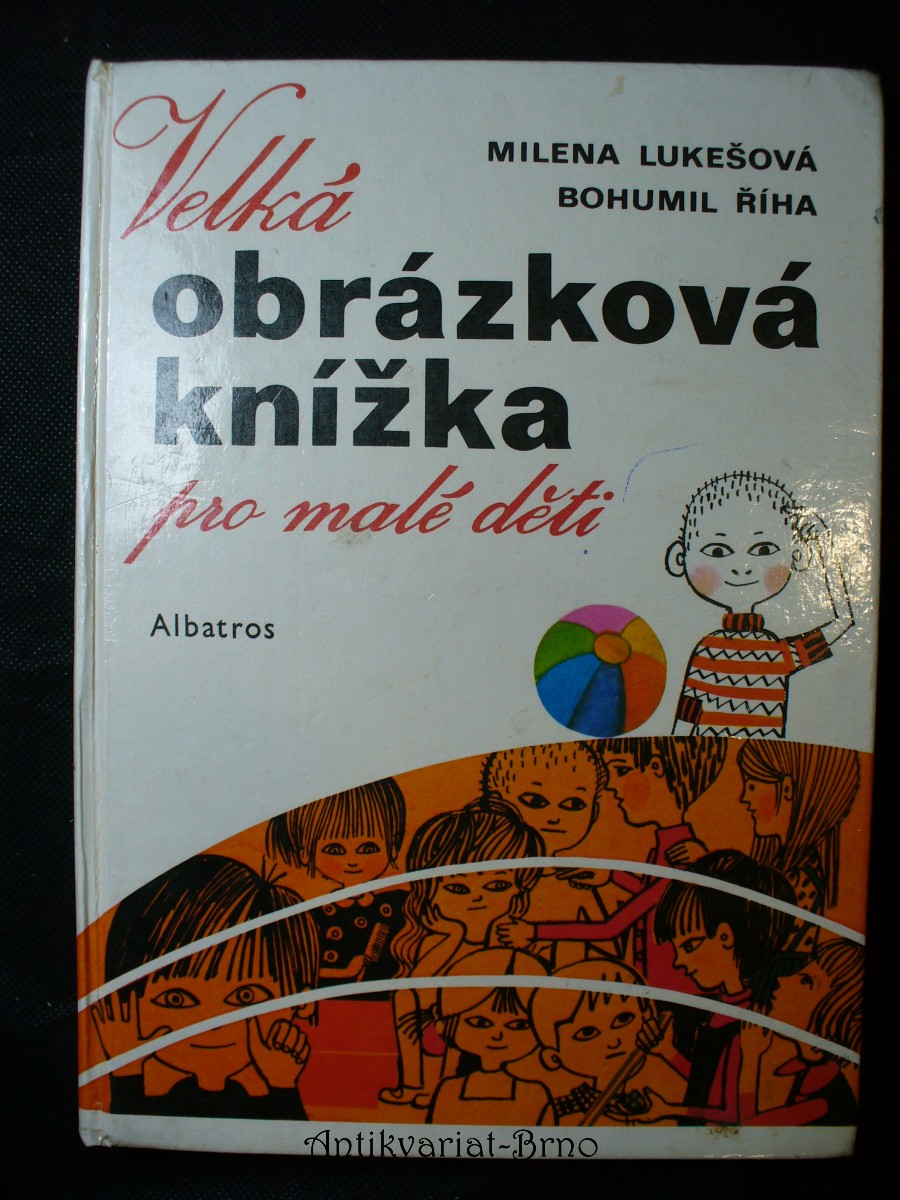 MILENA LUKEŠOVÁ
BOHUMIL ŘÍHA
Velká
obrázková
knížka
pro malé děti
Albatros
Antikvariat-Brno